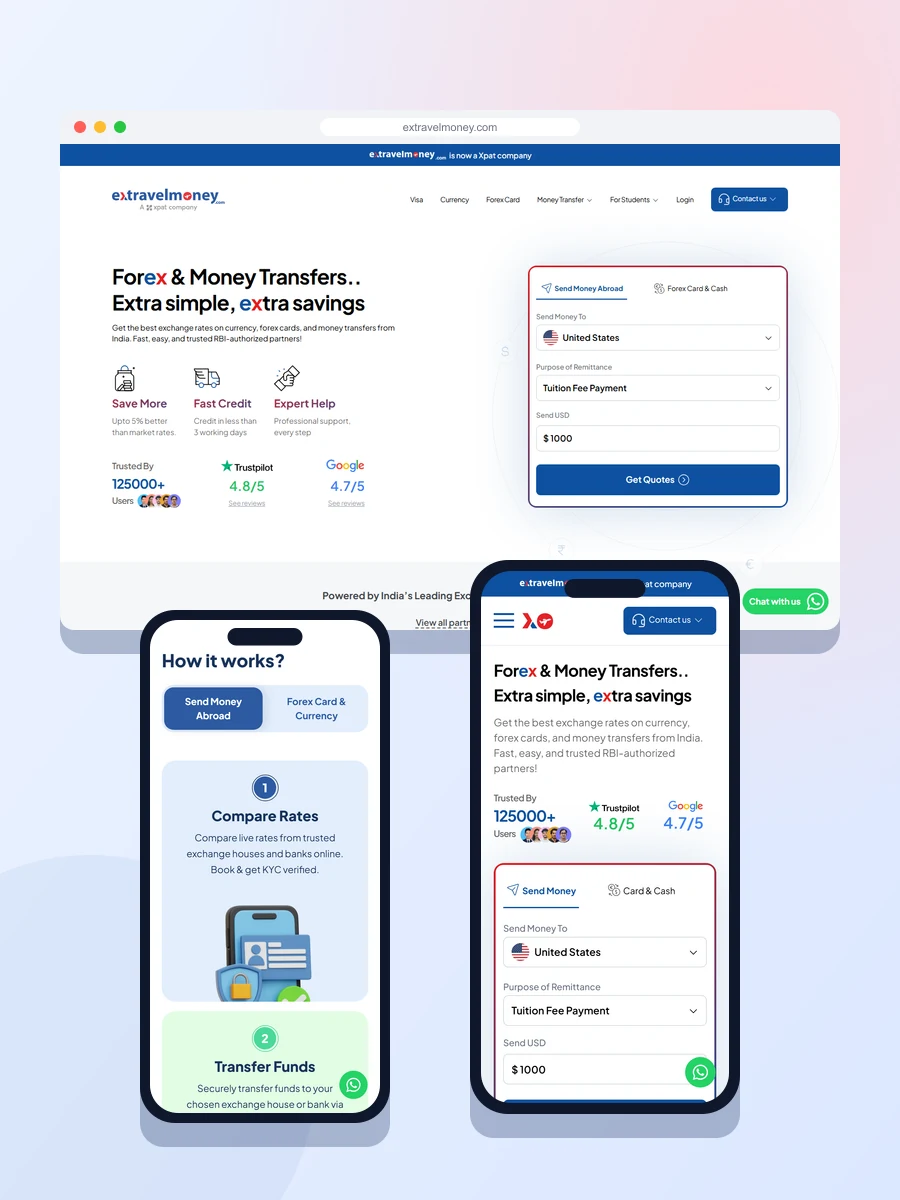 extravelmoney.com
extravelmoney.com is now a Xpat company
extravelmoney.com
A xpat company
Visa
Currency
Forex Card
Money Transfer
For Students
Login
Contact us
Forex & Money Transfers..
Extra simple, extra savings
Get the best exchange rates on currency, forex cards, and money transfers from
India. Fast, easy, and trusted RBI-authorized partners!
Save More
Upto 5% better
than market rates.
Fast Credit
Credit in less than
3 working days
Expert Help
Professional support,
every step
Trusted By
125000+
Users
Trustpilot
4.8/5
See reviews
Google
4.7/5
See reviews
Send Money Abroad
Forex Card & Cash
Send Money To
United States
Purpose of Remittance
Tuition Fee Payment
Send USD
$ 1000
Get Quotes
$
₹
€
Powered by India's Leading Exc
View all partn
Chat with us
How it works?
Send Money
Abroad
Forex Card &
Currency
1
Compare Rates
Compare live rates from trusted
exchange houses and banks online.
Book & get KYC verified.
2
Transfer Funds
Securely transfer funds to your
chosen exchange house or bank via
extravelm
pat company
Contact us
Forex & Money Transfers..
Extra simple, extra savings
Get the best exchange rates on currency,
forex cards, and money transfers from India.
Fast, easy, and trusted RBI-authorized
partners!
Trusted By
125000+
Users
Trustpilot
4.8/5
Google
4.7/5
Send Money
Card & Cash
Send Money To
United States
Purpose of Remittance
Tuition Fee Payment
Send USD
$ 1000